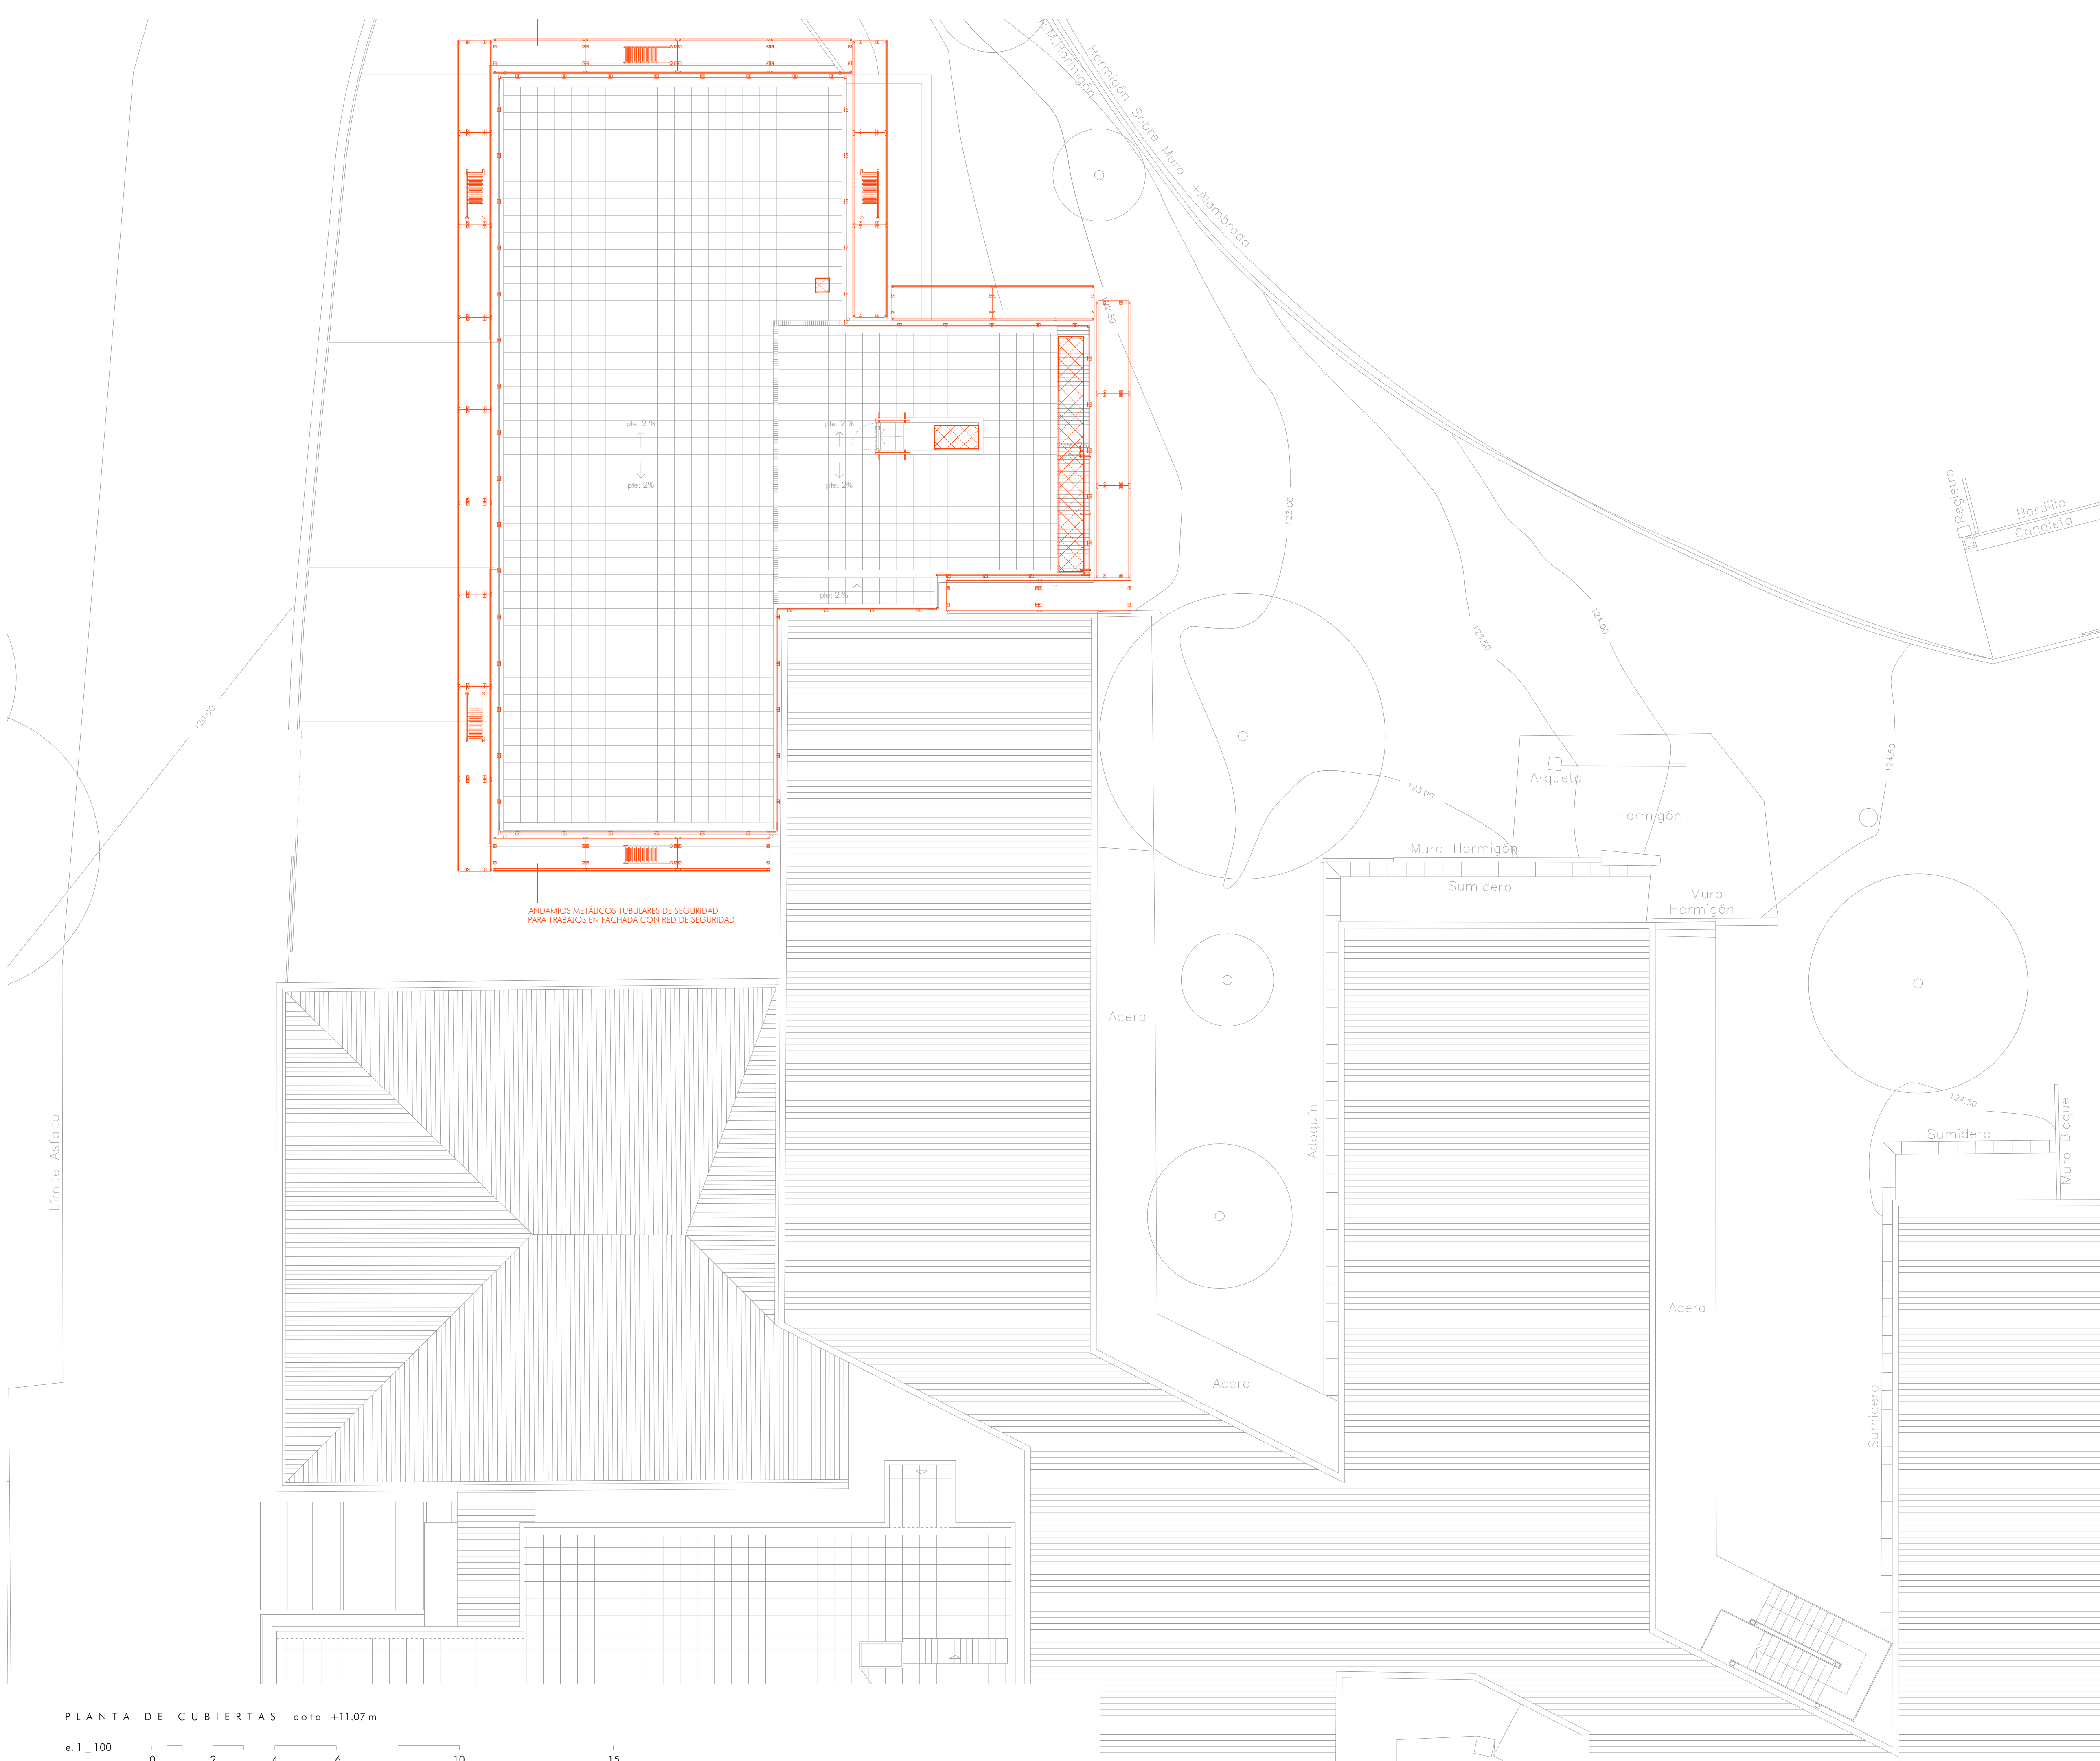 R.M.Hormigón
Hormigón Sobre Muro +Alambrada
122.50
pte: 2 %
pte: 2 %
pte: 2%
pte: 2%
pte: 2 %
123.00
Registro
Bordillo
Canaleta
120.00
123.50
124.00
124.50
Arqueta
123.00
Hormigón
Muro Hormigón
Sumidero
Muro
Hormigón
ANDAMIOS METÁLICOS TUBULARES DE SEGURIDAD
PARA TRABAJOS EN FACHADA CON RED DE SEGURIDAD
Acera
124.50
Límite Asfalto
Adoquín
Sumidero
Muro Bloque
Acera
Acera
Sumidero
PLANTA DE CUBIERTAS cota +11.07 m
e. 1 _ 100
0 2 4 6 10 15